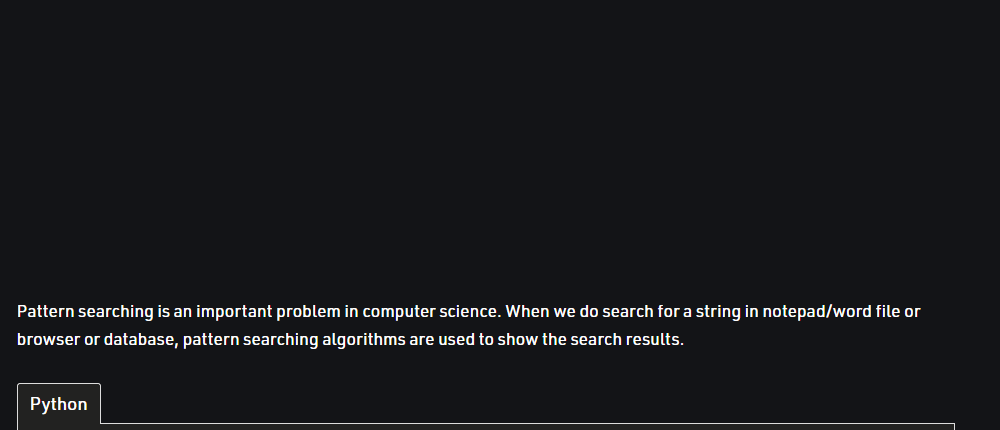 Pattern searching is an important problem in computer science. When we do search for a string in notepad/word file or
browser or database, pattern searching algorithms are used to show the search results.
Python